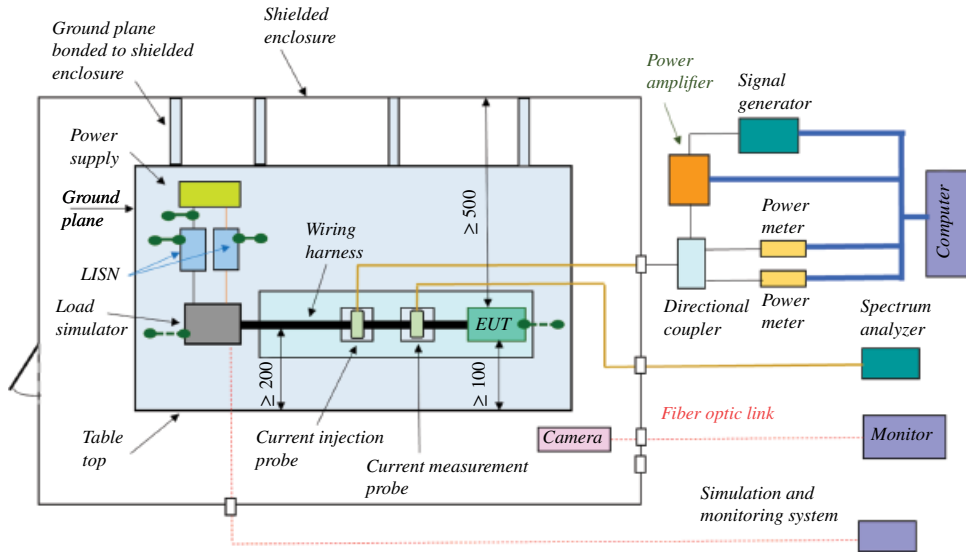 Shielded
enclosure
Ground plane
bonded to shielded
enclosure
Power
amplifier
Signal
generator
Power
supply
Ground
plane
Wiring
harness
≥ 500
Power
meter
Computer
LISN
Load
simulator
EUT
Directional
coupler
Power
meter
Spectrum
analyzer
≥ 200
≥ 100
Table
top
Current injection
probe
Current measurement
probe
Camera
Fiber optic link
Monitor
Simulation and
monitoring system